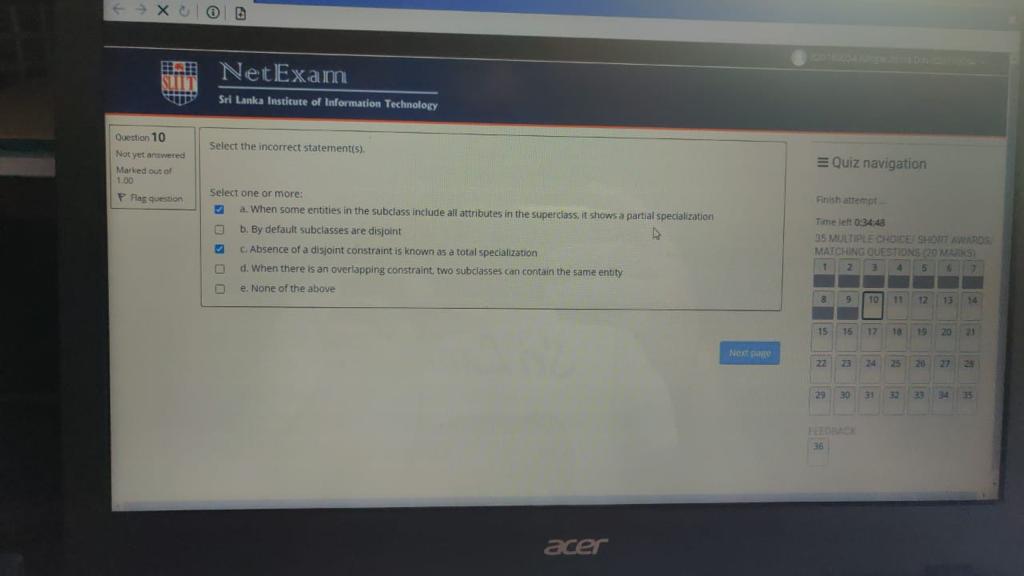 SLIIT
NetExam
Sri Lanka Institute of Information Technology
Question 10
Not yet answered
Marked out of
1.00
Flag question
Select the incorrect statement(s).
Select one or more:
a. When some entities in the subclass include all attributes in the superclass, it shows a partial specialization
b. By default subclasses are disjoint
c. Absence of a disjoint constraint is known as a total specialization
d. When there is an overlapping constraint, two subclasses can contain the same entity
e. None of the above
Next page
Quiz navigation
Finish attempt ...
Time left 0:34:48
35 MULTIPLE CHOICE/ SHORT AWARDS/
MATCHING QUESTIONS (20 MARKS)
1 2 3 4 5 6 7
8 9 10 11 12 13 14
15 16 17 18 19 20 21
22 23 24 25 26 27 28
29 30 31 32 33 34 35
FEEDBACK
36
acer